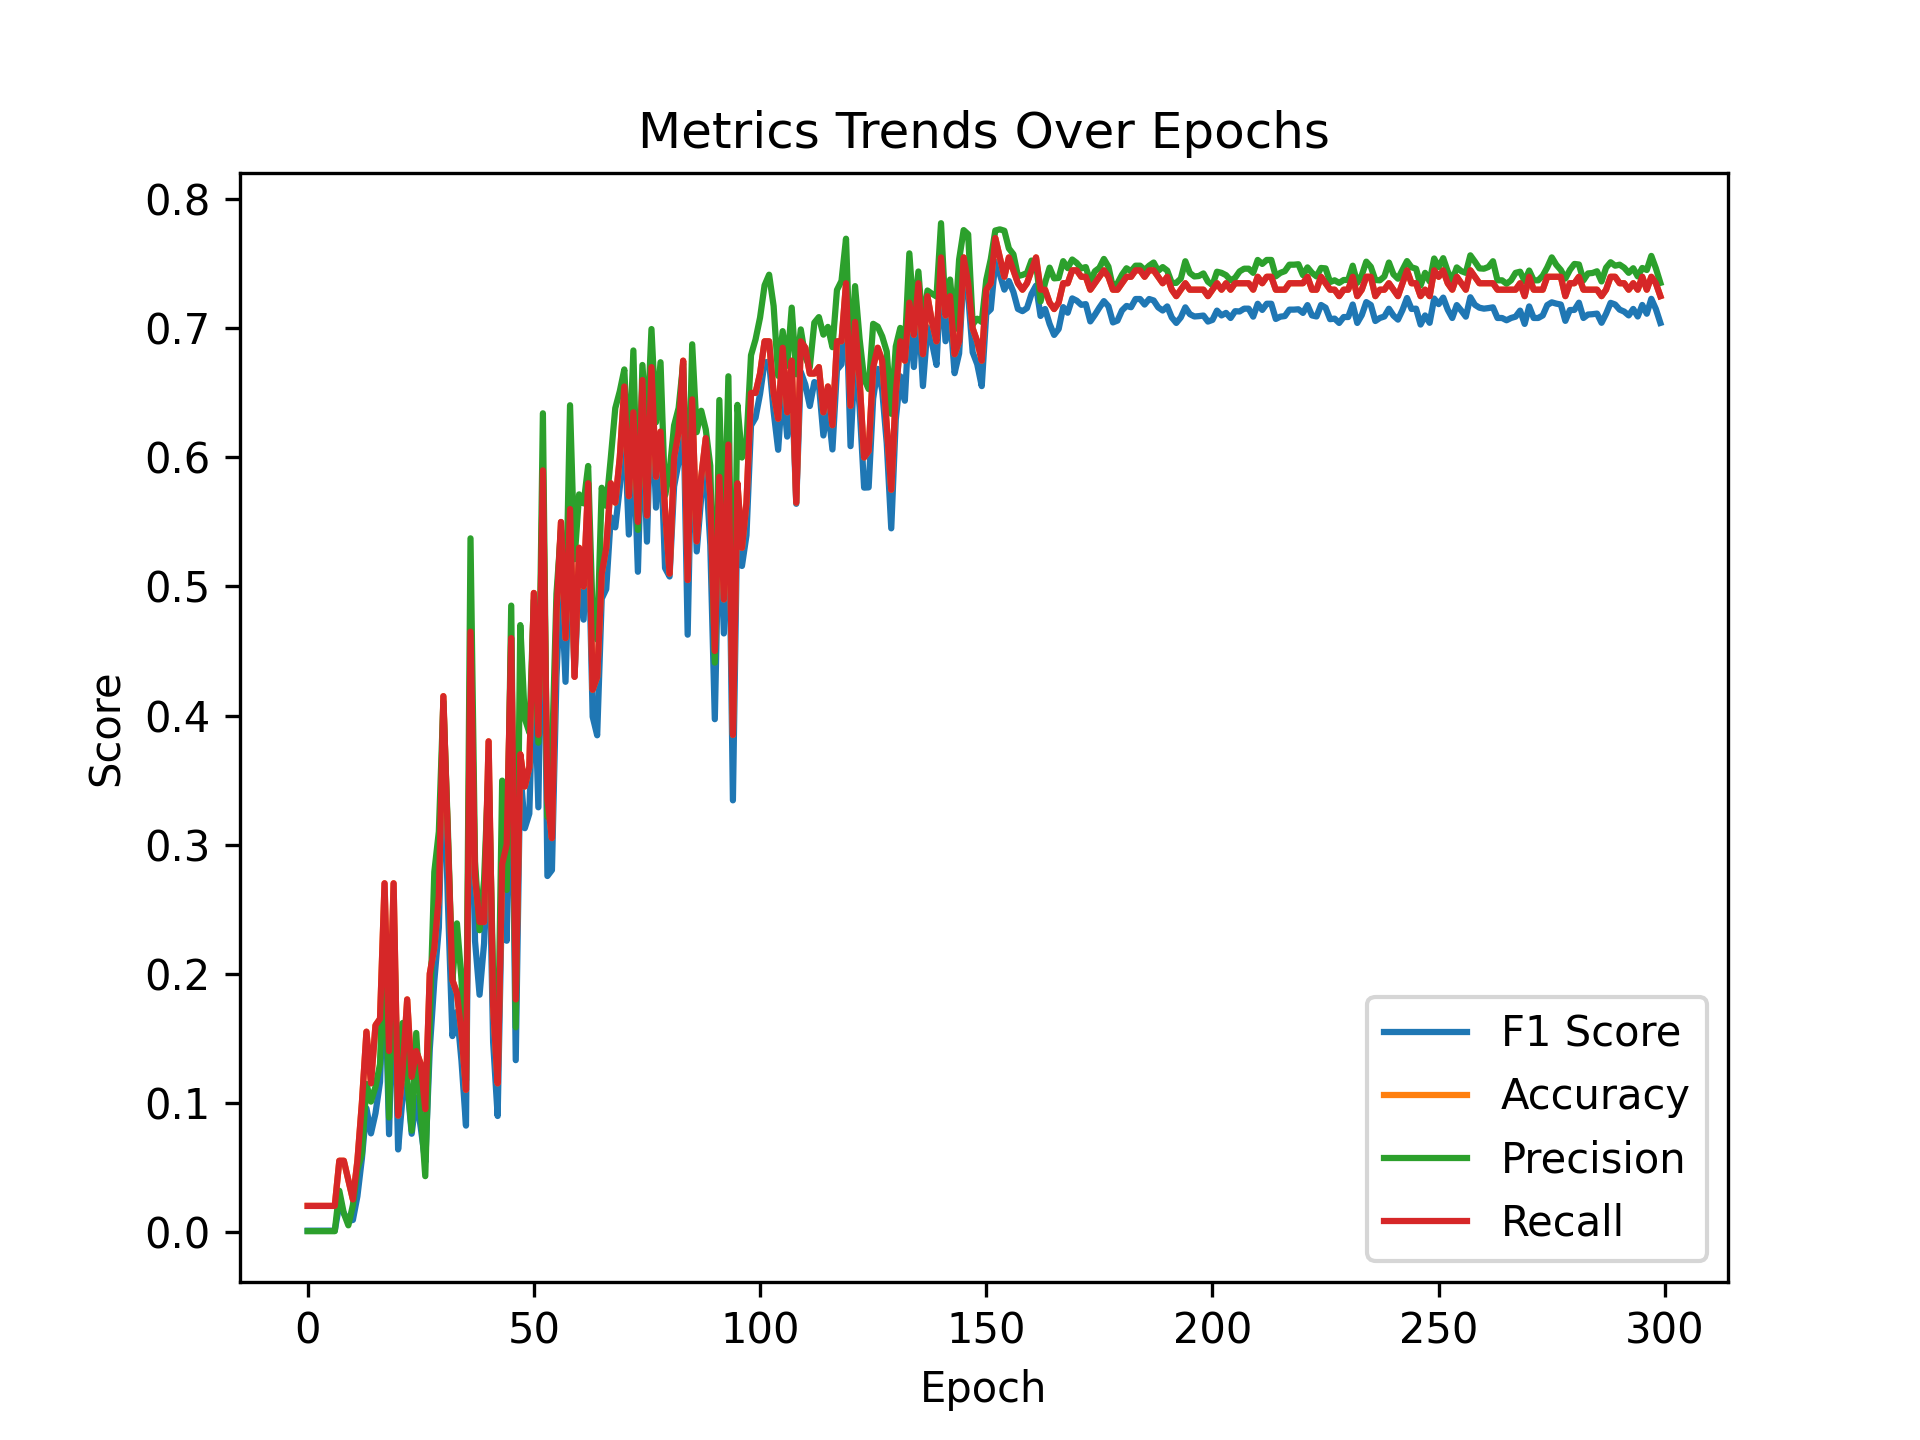 Metrics Trends Over Epochs
0.8
0.7
0.6
0.5
0.4
0.3
0.2
0.1
0.0
Score
0 50 100 150 200 250 300
Epoch
F1 Score
Accuracy
Precision
Recall